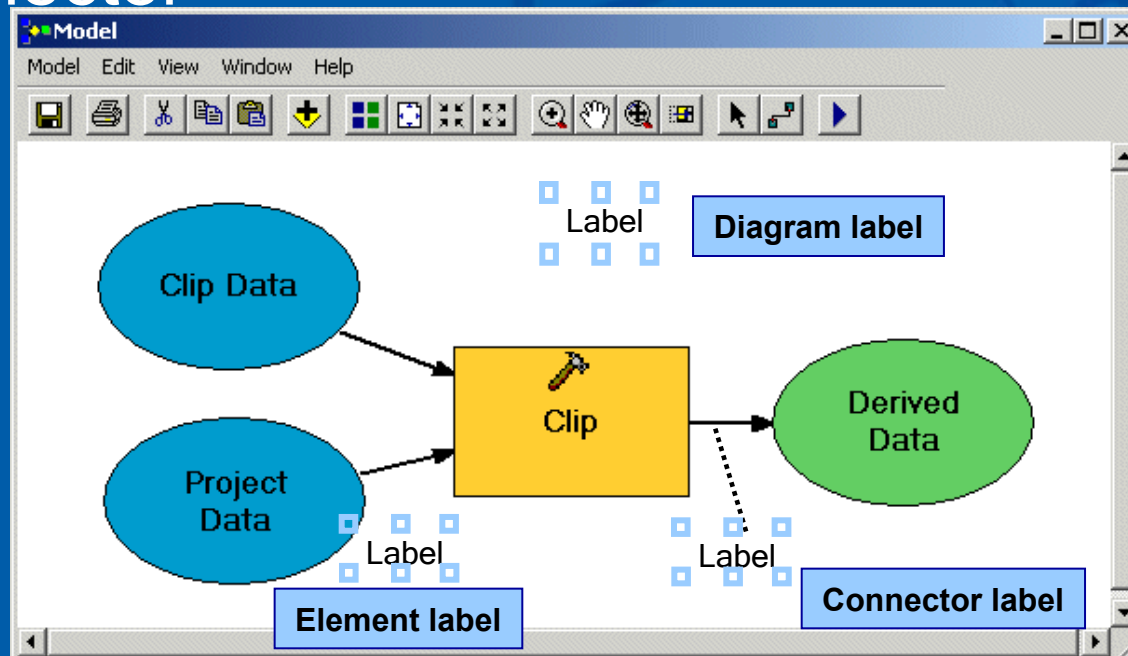 Model
Model Edit View Window Help
Label
Diagram label
Clip Data
Clip
Derived
Data
Project
Data
Label
Label
Element label
Connector label